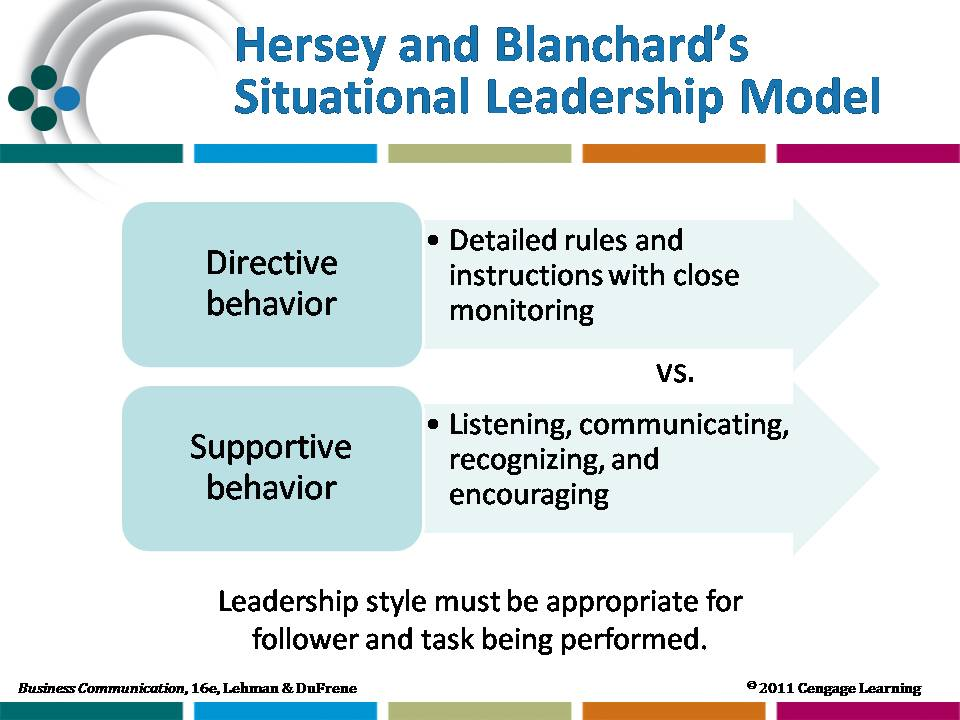 Hersey and Blanchard’s
Situational Leadership Model
Directive
behavior
• Detailed rules and
instructions with close
monitoring
vs.
Supportive
behavior
• Listening, communicating,
recognizing, and
encouraging
Leadership style must be appropriate for
follower and task being performed.
Business Communication, 16e, Lehman & DuFrene
© 2011 Cengage Learning